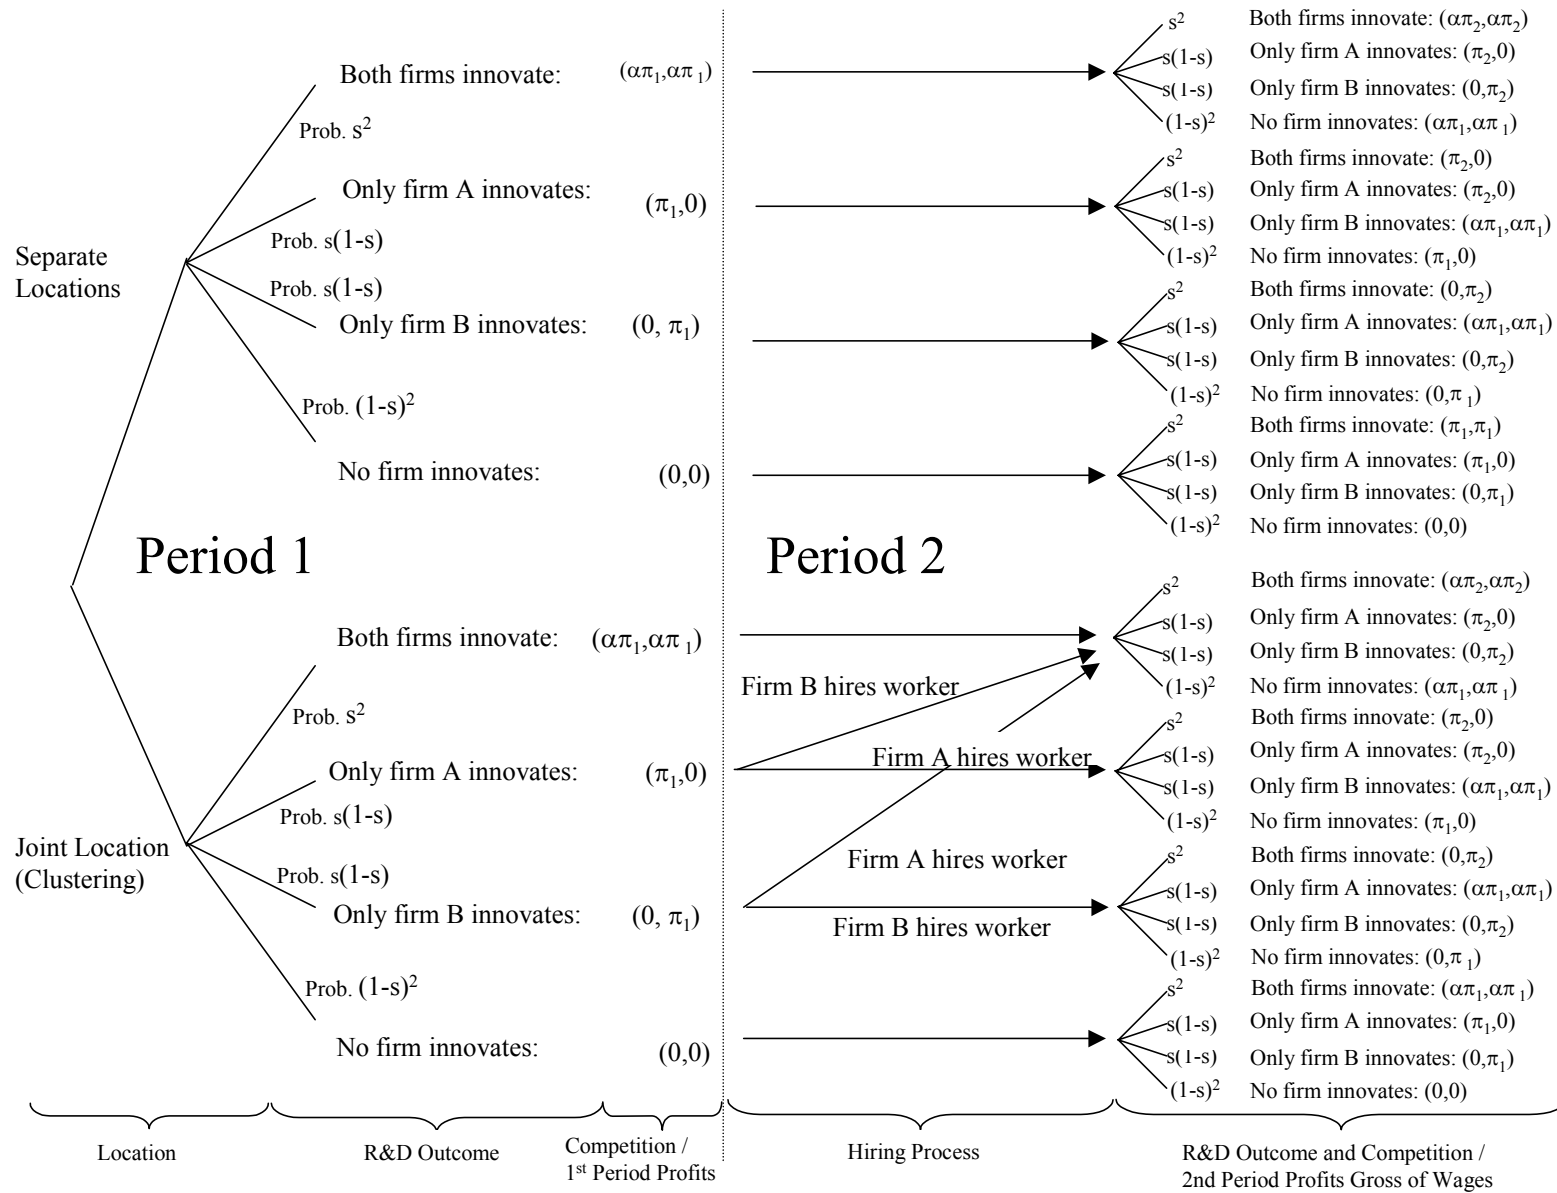 s²
Both firms innovate: (απ₂,απ₂)
s(1-s)
Only firm A innovates: (π₂,0)
s(1-s)
Only firm B innovates: (0,π₂)
(1-s)²
No firm innovates: (απ₁,απ₁)
Both firms innovate:
(απ₁,απ₁)
Prob. s²
Only firm A innovates:
(π₁,0)
Prob. s(1-s)
Prob. s(1-s)
Only firm B innovates:
(0, π₁)
Prob. (1-s)²
No firm innovates:
(0,0)
Separate
Locations
s²
Both firms innovate: (π₂,0)
s(1-s)
Only firm A innovates: (π₂,0)
s(1-s)
Only firm B innovates: (απ₁,απ₁)
(1-s)²
No firm innovates: (π₁,0)
s²
Both firms innovate: (0,π₂)
s(1-s)
Only firm A innovates: (απ₁,απ₁)
s(1-s)
Only firm B innovates: (0,π₂)
(1-s)²
No firm innovates: (0,π₁)
s²
Both firms innovate: (π₁,π₁)
s(1-s)
Only firm A innovates: (π₁,0)
s(1-s)
Only firm B innovates: (0,π₁)
(1-s)²
No firm innovates: (0,0)
Period 1
Period 2
Both firms innovate:
(απ₁,απ₁)
Prob. s²
Only firm A innovates:
(π₁,0)
Prob. s(1-s)
Joint Location
(Clustering)
Prob. s(1-s)
Only firm B innovates:
(0, π₁)
Prob. (1-s)²
No firm innovates:
(0,0)
Firm B hires worker
Firm A hires worker
Firm A hires worker
Firm B hires worker
s²
Both firms innovate: (απ₂,απ₂)
s(1-s)
Only firm A innovates: (π₂,0)
s(1-s)
Only firm B innovates: (0,π₂)
(1-s)²
No firm innovates: (απ₁,απ₁)
s²
Both firms innovate: (π₂,0)
s(1-s)
Only firm A innovates: (π₂,0)
s(1-s)
Only firm B innovates: (απ₁,απ₁)
(1-s)²
No firm innovates: (π₁,0)
s²
Both firms innovate: (0,π₂)
s(1-s)
Only firm A innovates: (απ₁,απ₁)
s(1-s)
Only firm B innovates: (0,π₂)
(1-s)²
No firm innovates: (0,π₁)
s²
Both firms innovate: (απ₁,απ₁)
s(1-s)
Only firm A innovates: (π₁,0)
s(1-s)
Only firm B innovates: (0,π₁)
(1-s)²
No firm innovates: (0,0)
Location
R&D Outcome
Competition /
1st Period Profits
Hiring Process
R&D Outcome and Competition /
2nd Period Profits Gross of Wages